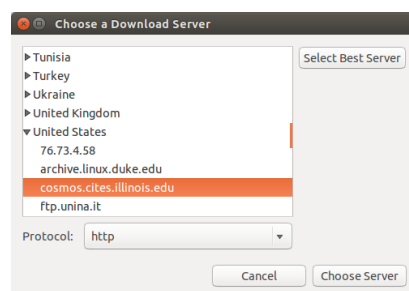 Choose a Download Server
Tunisia
Select Best Server
Turkey
Ukraine
United Kingdom
United States
76.73.4.58
archive.linux.duke.edu
cosmos.cites.illinois.edu
ftp.unina.it
Protocol: http
Cancel Choose Server